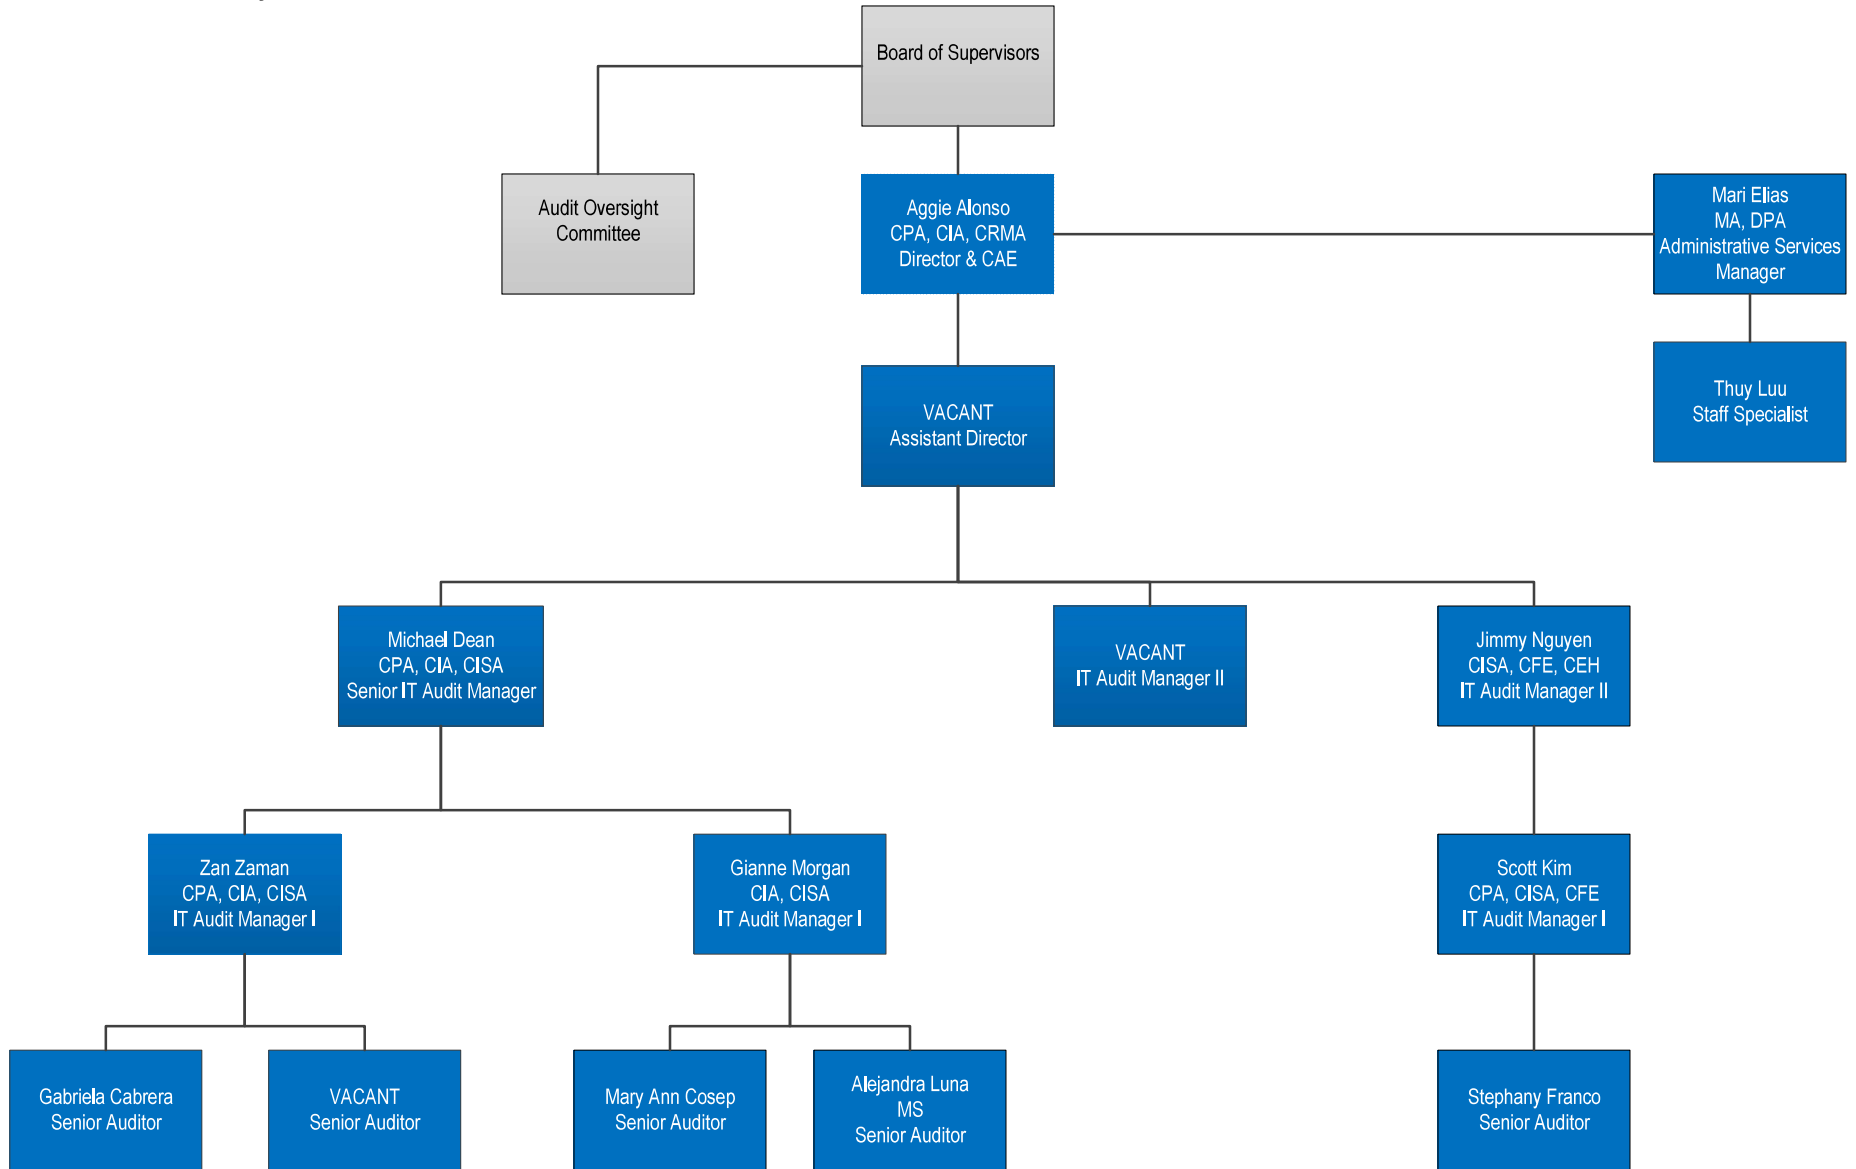 Board of Supervisors
Audit Oversight
Committee
Aggie Alonso
CPA, CIA, CRMA
Director & CAE
Mari Elias
MA, DPA
Administrative Services
Manager
Thuy Luu
Staff Specialist
VACANT
Assistant Director
Michael Dean
CPA, CIA, CISA
Senior IT Audit Manager
VACANT
IT Audit Manager II
Jimmy Nguyen
CISA, CFE, CEH
IT Audit Manager II
Zan Zaman
CPA, CIA, CISA
IT Audit Manager I
Gianne Morgan
CIA, CISA
IT Audit Manager I
Scott Kim
CPA, CISA, CFE
IT Audit Manager I
Gabriela Cabrera
Senior Auditor
VACANT
Senior Auditor
Mary Ann Cosep
Senior Auditor
Alejandra Luna
MS
Senior Auditor
Stephany Franco
Senior Auditor